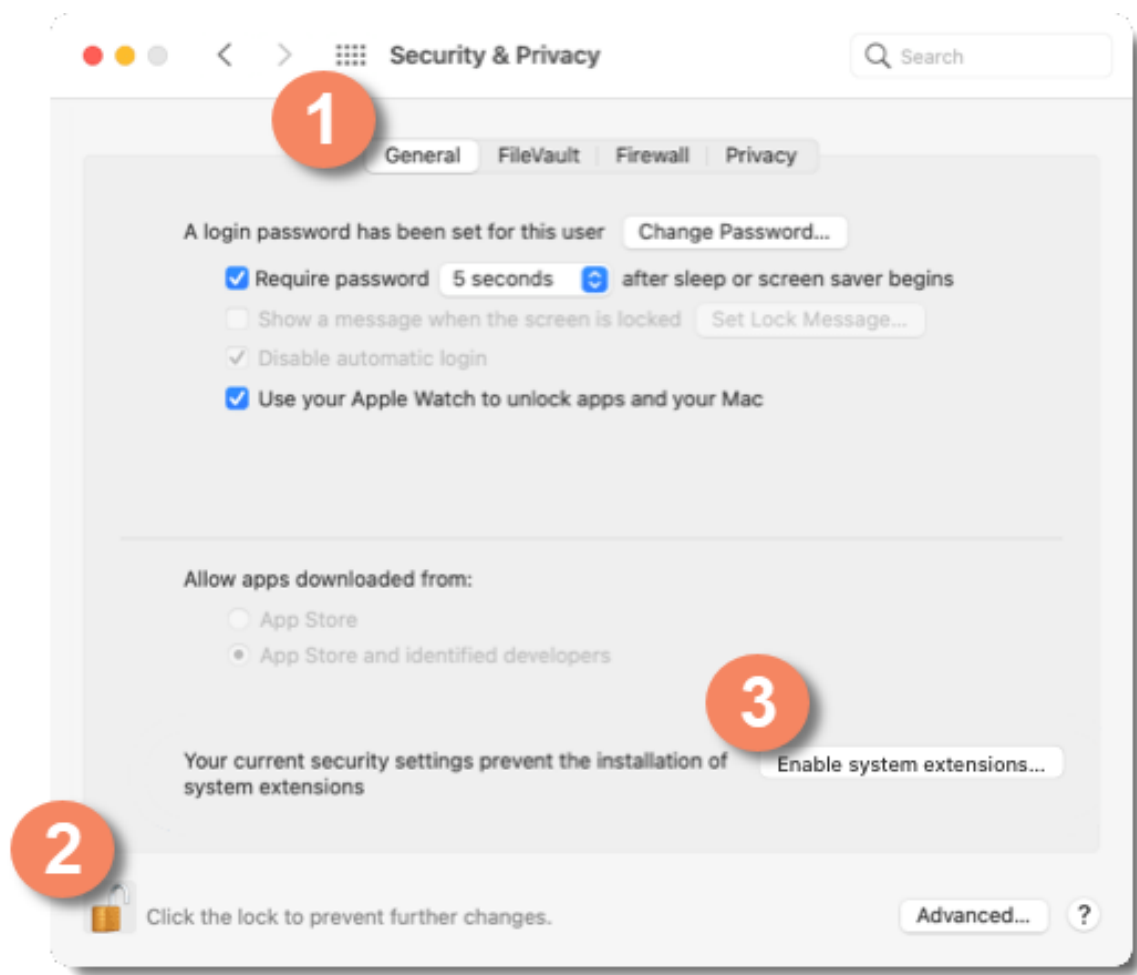 Security & Privacy
Search
1
General FileVault Firewall Privacy
A login password has been set for this user Change Password...
Require password 5 seconds after sleep or screen saver begins
Show a message when the screen is locked Set Lock Message...
Disable automatic login
Use your Apple Watch to unlock apps and your Mac
Allow apps downloaded from:
App Store
App Store and identified developers
3
Your current security settings prevent the installation of
system extensions
Enable system extensions...
2
Click the lock to prevent further changes.
Advanced... ?